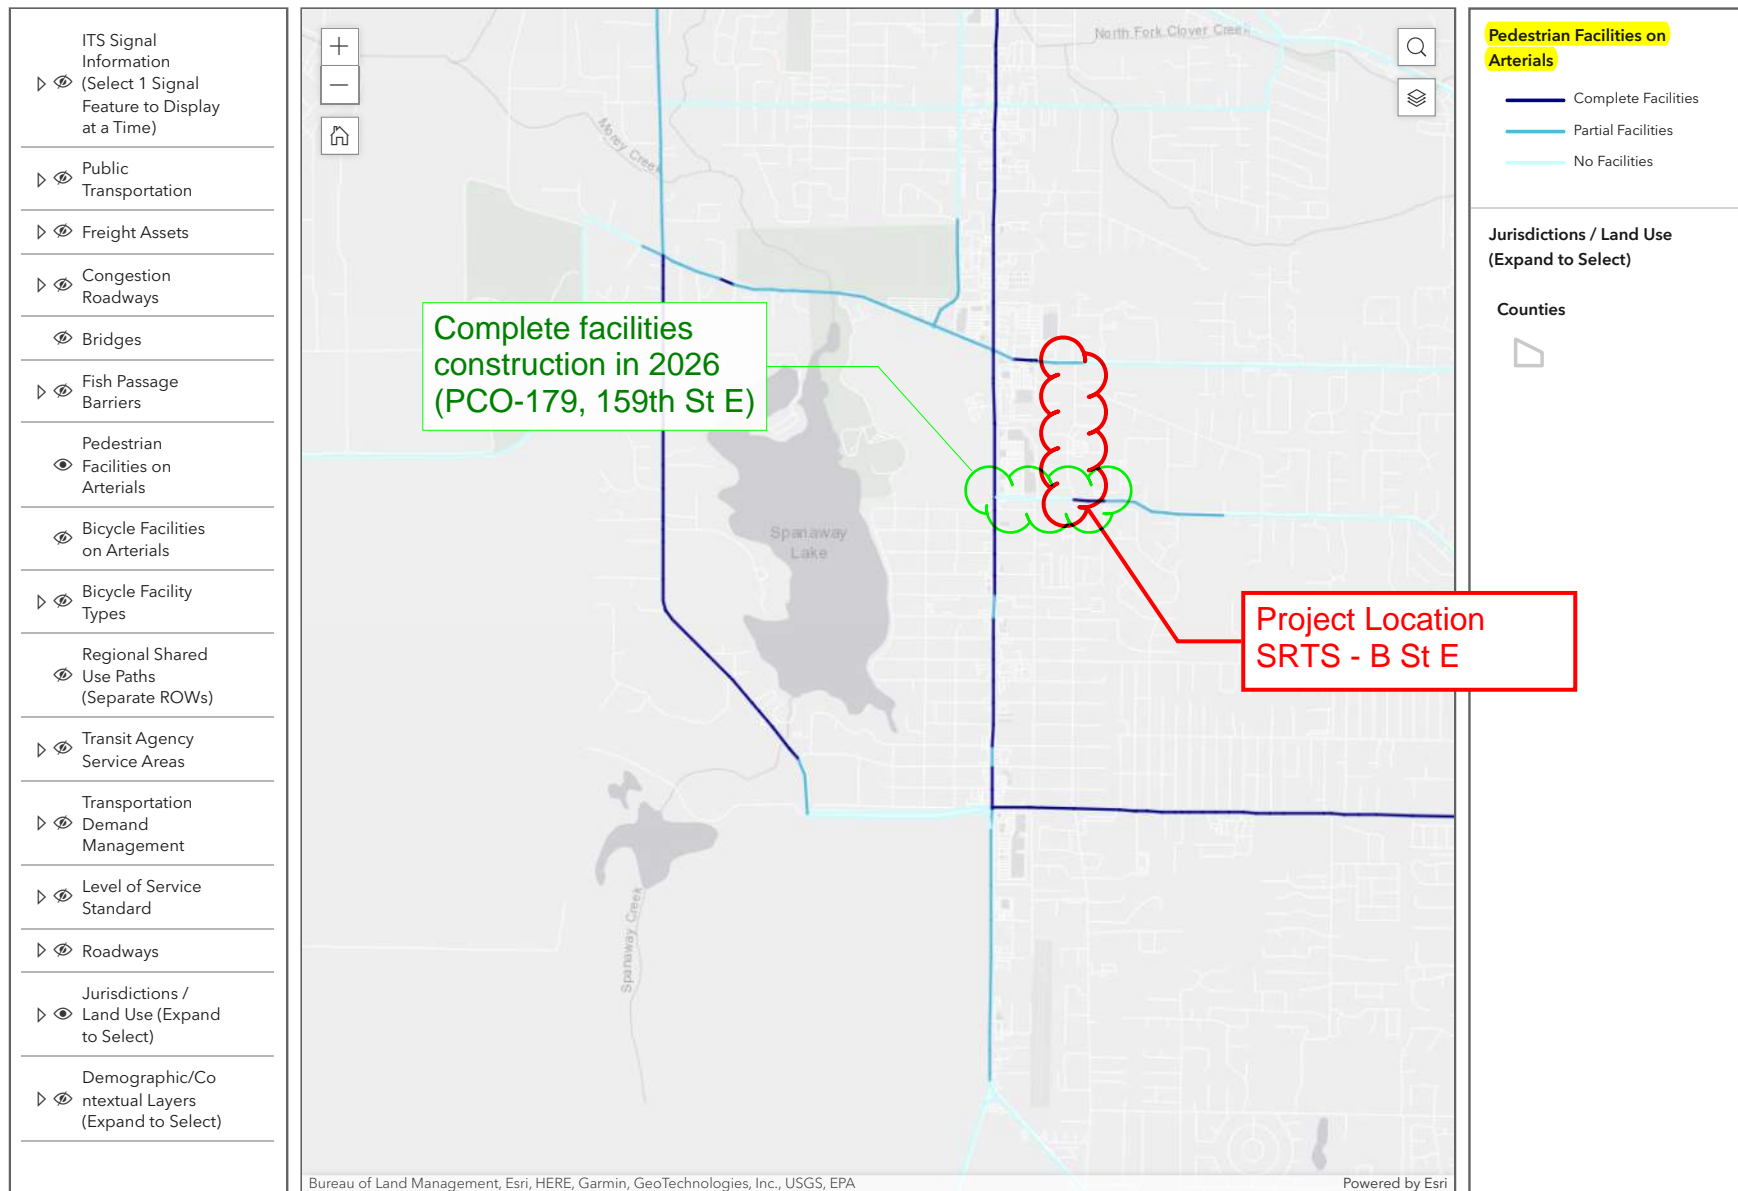 ITS Signal
Information
(Select 1 Signal
Feature to Display
at a Time)
Public
Transportation
Freight Assets
Congestion
Roadways
Bridges
Fish Passage
Barriers
Pedestrian
Facilities on
Arterials
Bicycle Facilities
on Arterials
Bicycle Facility
Types
Regional Shared
Use Paths
(Separate ROWs)
Transit Agency
Service Areas
Transportation
Demand
Management
Level of Service
Standard
Roadways
Jurisdictions /
Land Use (Expand
to Select)
Demographic/Co
ntextual Layers
(Expand to Select)
North Fork Clover Creek
Morey Creek
Complete facilities
construction in 2026
(PCO-179, 159th St E)
Spanaway
Lake
Project Location
SRTS - B St E
Spanaway Creek
Bureau of Land Management, Esri, HERE, Garmin, GeoTechnologies, Inc., USGS, EPA
Powered by Esri
Pedestrian Facilities on
Arterials
Complete Facilities
Partial Facilities
No Facilities
Jurisdictions / Land Use
(Expand to Select)
Counties